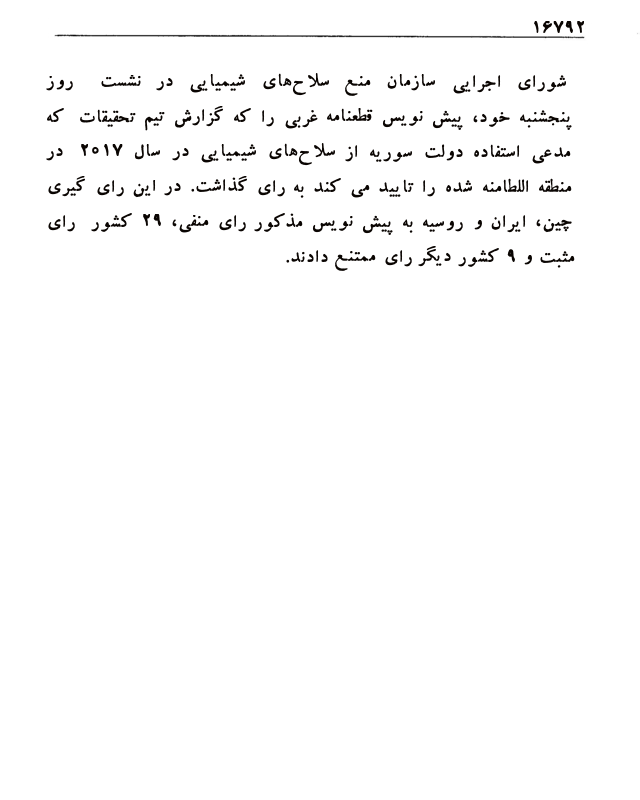 ۱۶۷۹۲
شورای اجرایی سازمان منع سلاح‌های شیمیایی در نشست روز
پنجشنبه خود، پیش نویس قطعنامه غربی را که گزارش تیم تحقیقات که
مدعی استفاده دولت سوریه از سلاح‌های شیمیایی در سال ۲۰۱۷ در
منطقه اللطامنه شده را تایید می کند به رای گذاشت. در این رای گیری
چین، ایران و روسیه به پیش نویس مذکور رای منفی، ۲۹ کشور رای
مثبت و ۹ کشور دیگر رای ممتنع دادند.